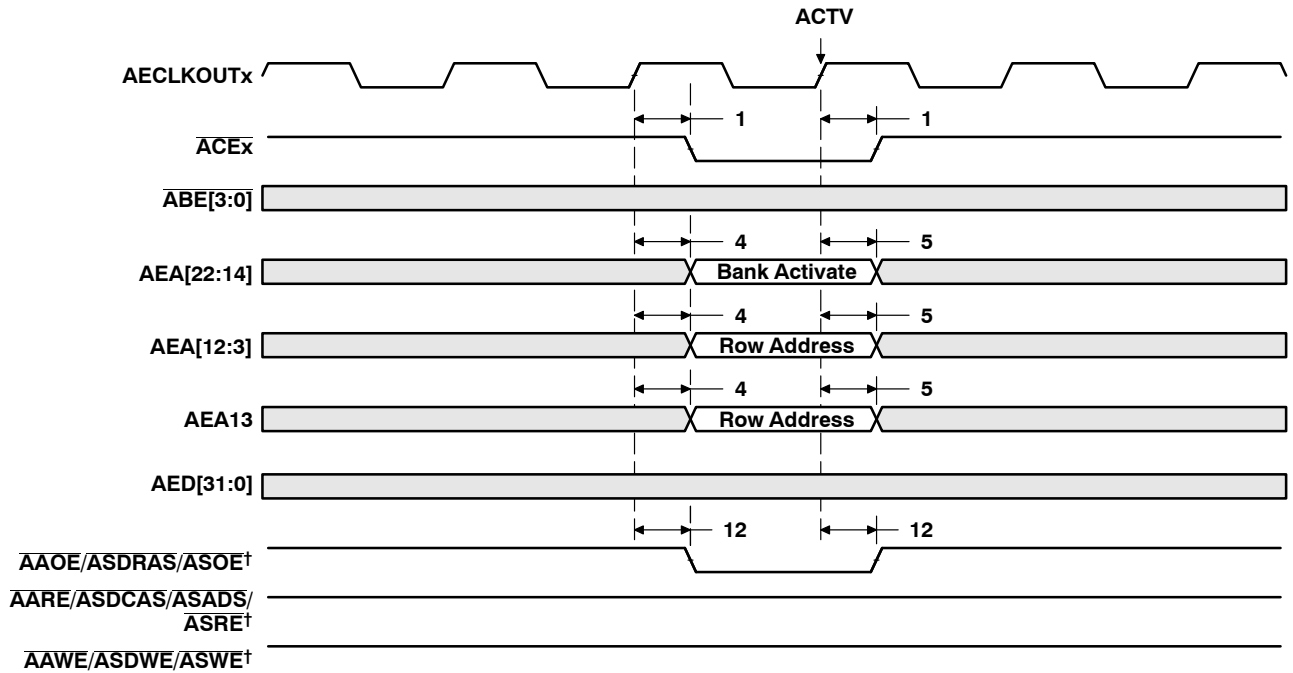 ACTV
AECLKOUTx
1 1
ACEx
ABE[3:0]
4 5
AEA[22:14] Bank Activate
4 5
AEA[12:3] Row Address
4 5
AEA13 Row Address
AED[31:0]
12 12
AAOE/ASDRAS/ASOE†
AARE/ASDCAS/ASADS/
ASRE†
AAWE/ASDWE/ASWE†